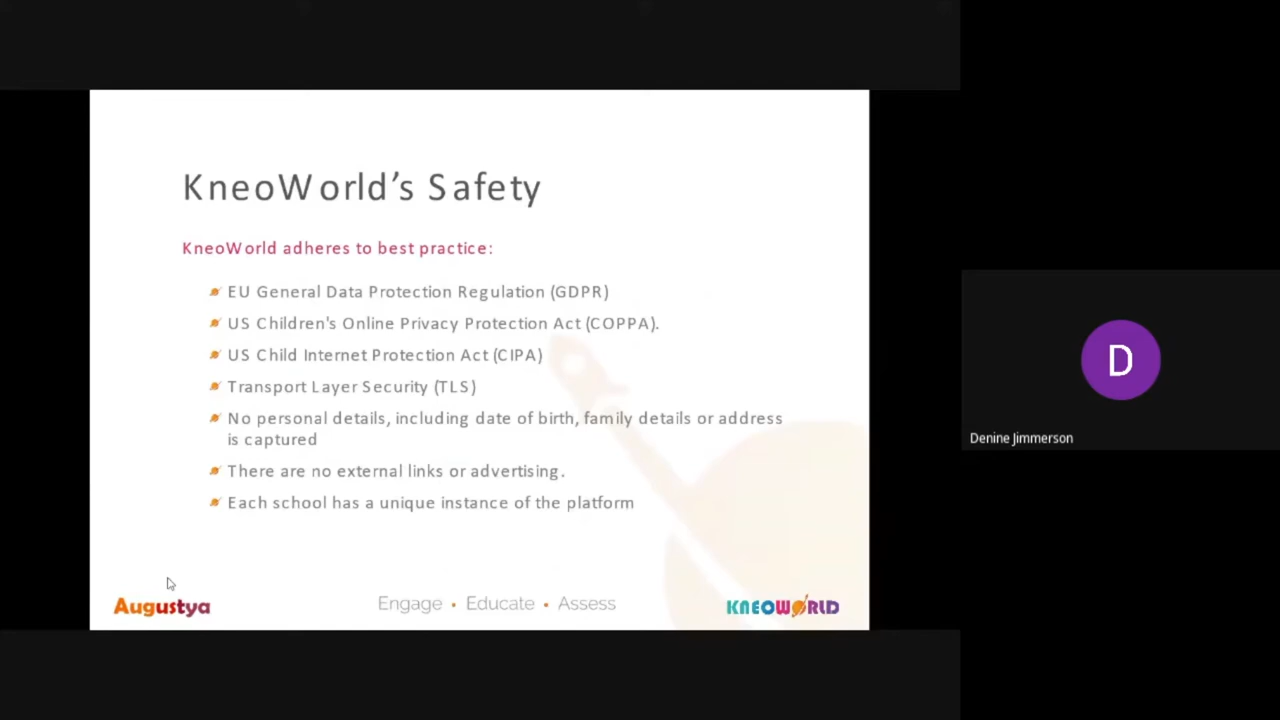 KneoWorld’s Safety
KneoWorld adheres to best practice:
EU General Data Protection Regulation (GDPR)
US Children's Online Privacy Protection Act (COPPA).
US Child Internet Protection Act (CIPA)
Transport Layer Security (TLS)
No personal details, including date of birth, family details or address
is captured
There are no external links or advertising.
Each school has a unique instance of the platform
Augustya
Engage • Educate • Assess
KNEOWORLD
D
Denine Jimmerson